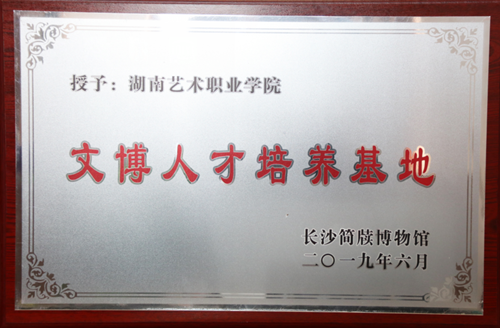 授予：湖南艺术职业学院
文博人才培养基地
长沙简牍博物馆
二〇一九年六月